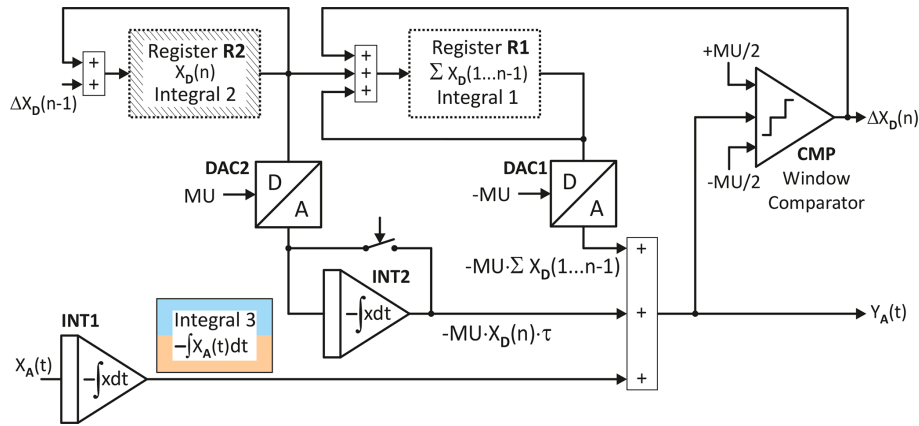 +
+
ΔX_D(n-1)
Register R2
X_D(n)
Integral 2
+
+
+
Register R1
Σ X_D(1...n-1)
Integral 1
+MU/2
-MU/2
CMP
Window
Comparator
ΔX_D(n)
DAC2
MU
D
A
DAC1
-MU
D
A
-MU·Σ X_D(1...n-1)
INT2
-∫xdt
-MU·X_D(n)·τ
+
+
+
Y_A(t)
INT1
X_A(t)
-∫xdt
Integral 3
-∫X_A(t)dt